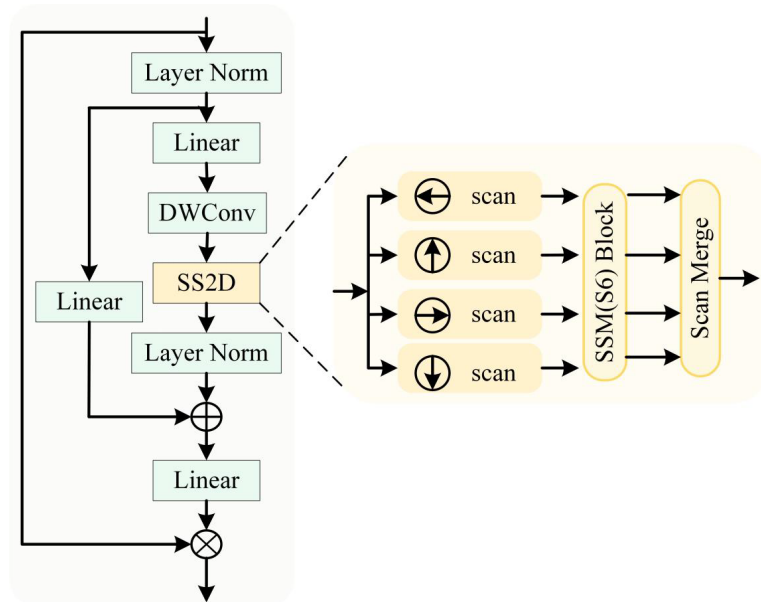 Layer Norm
Linear
DWConv
SS2D
Linear
Layer Norm
Linear
scan
scan
scan
scan
SSM(S6) Block
Scan Merge